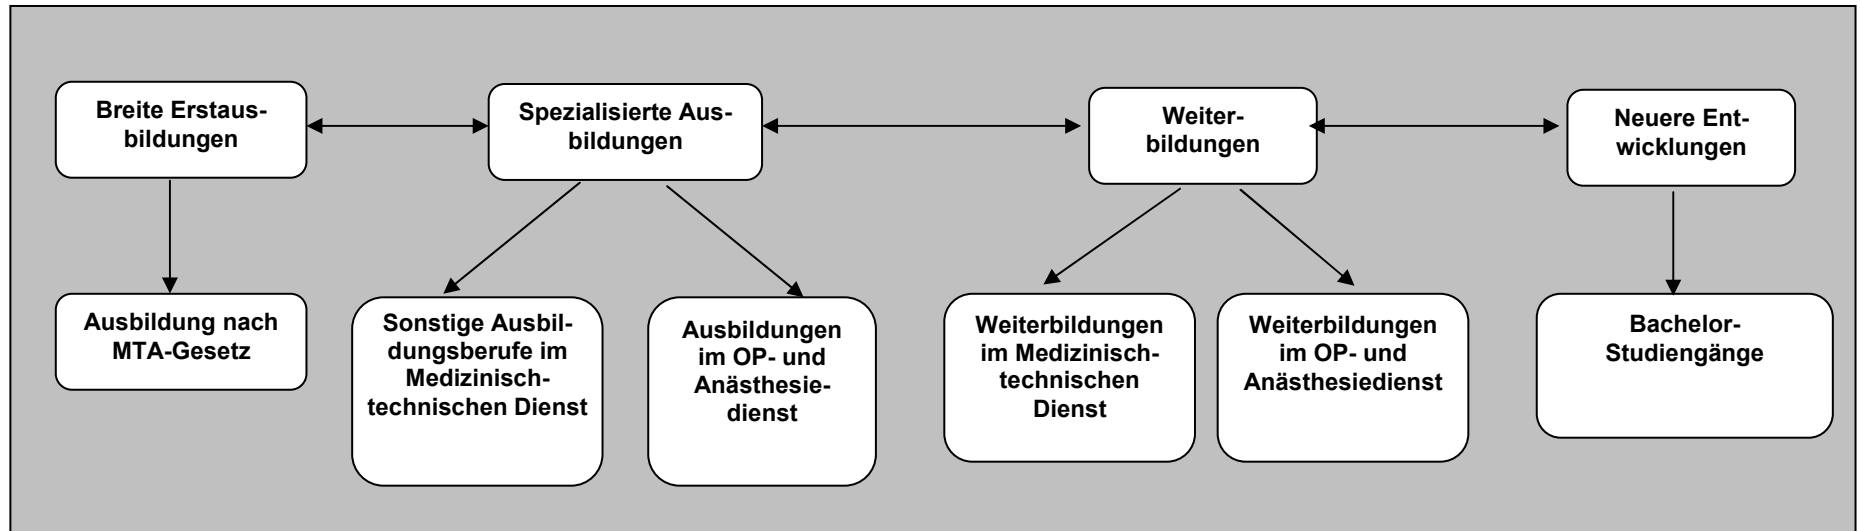 Breite Erstaus-
bildungen
Spezialisierte Aus-
bildungen
Weiter-
bildungen
Neuere Ent-
wicklungen
Ausbildung nach
MTA-Gesetz
Sonstige Ausbil-
dungsberufe im
Medizinisch-
technischen Dienst
Ausbildungen
im OP- und
Anästhesie-
dienst
Weiterbildungen
im Medizinisch-
technischen
Dienst
Weiterbildungen
im OP- und
Anästhesiedienst
Bachelor-
Studiengänge